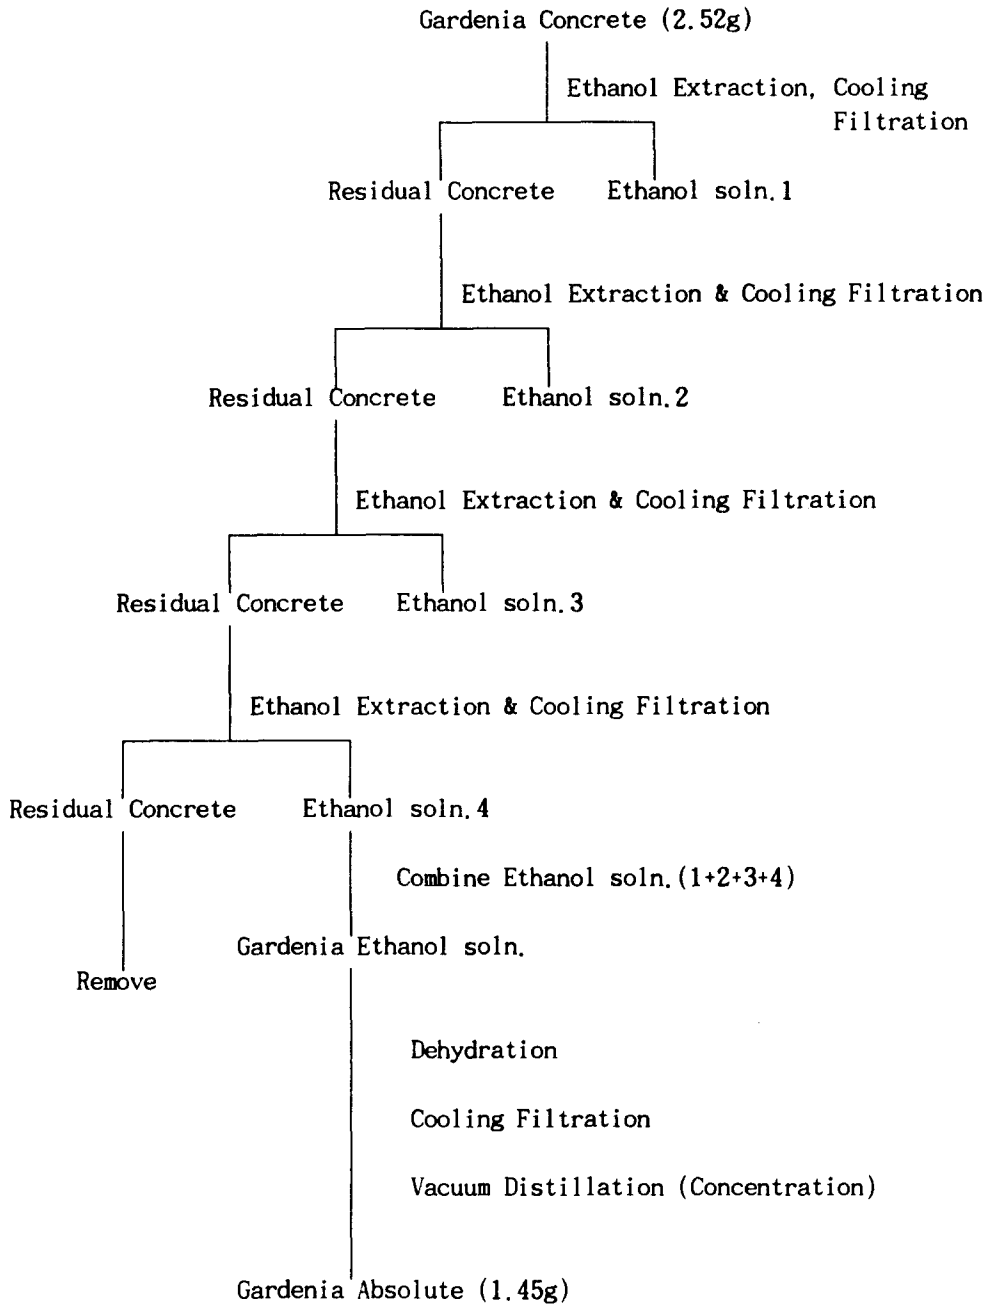 Gardenia Concrete (2.52g)
Ethanol Extraction, Cooling
Filtration
Residual Concrete
Ethanol soln.1
Ethanol Extraction & Cooling Filtration
Residual Concrete
Ethanol soln.2
Ethanol Extraction & Cooling Filtration
Residual Concrete
Ethanol soln.3
Ethanol Extraction & Cooling Filtration
Residual Concrete
Ethanol soln.4
Combine Ethanol soln.(1+2+3+4)
Gardenia Ethanol soln.
Remove
Dehydration
Cooling Filtration
Vacuum Distillation (Concentration)
Gardenia Absolute (1.45g)